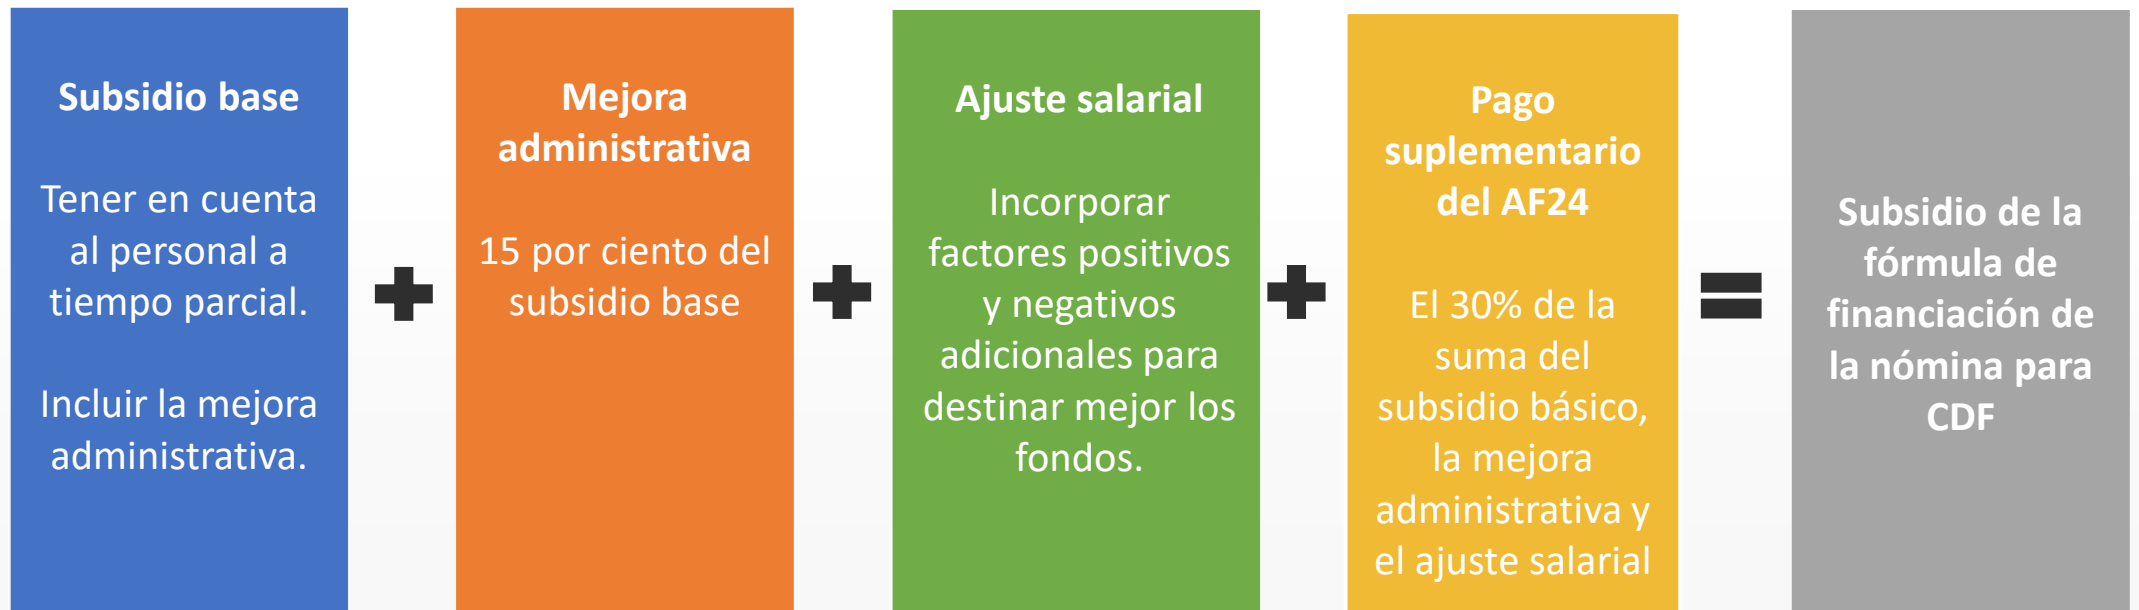 Subsidio base
Tener en cuenta
al personal a
tiempo parcial.
Incluir la mejora
administrativa.
Mejora
administrativa
15 por ciento del
subsidio base
Ajuste salarial
Incorporar
factores positivos
y negativos
adicionales para
destinar mejor los
fondos.
Pago
suplementario
del AF24
El 30% de la
suma del
subsidio básico,
la mejora
administrativa y
el ajuste salarial
Subsidio de la
fórmula de
financiación de
la nómina para
CDF